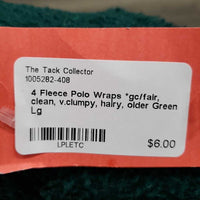 The Tack Collector
1005282-408
4 Fleece Polo Wraps *gc/fair,
clean, v.clumpy, hairy, older Green
Lg
LPLETC
$6.00